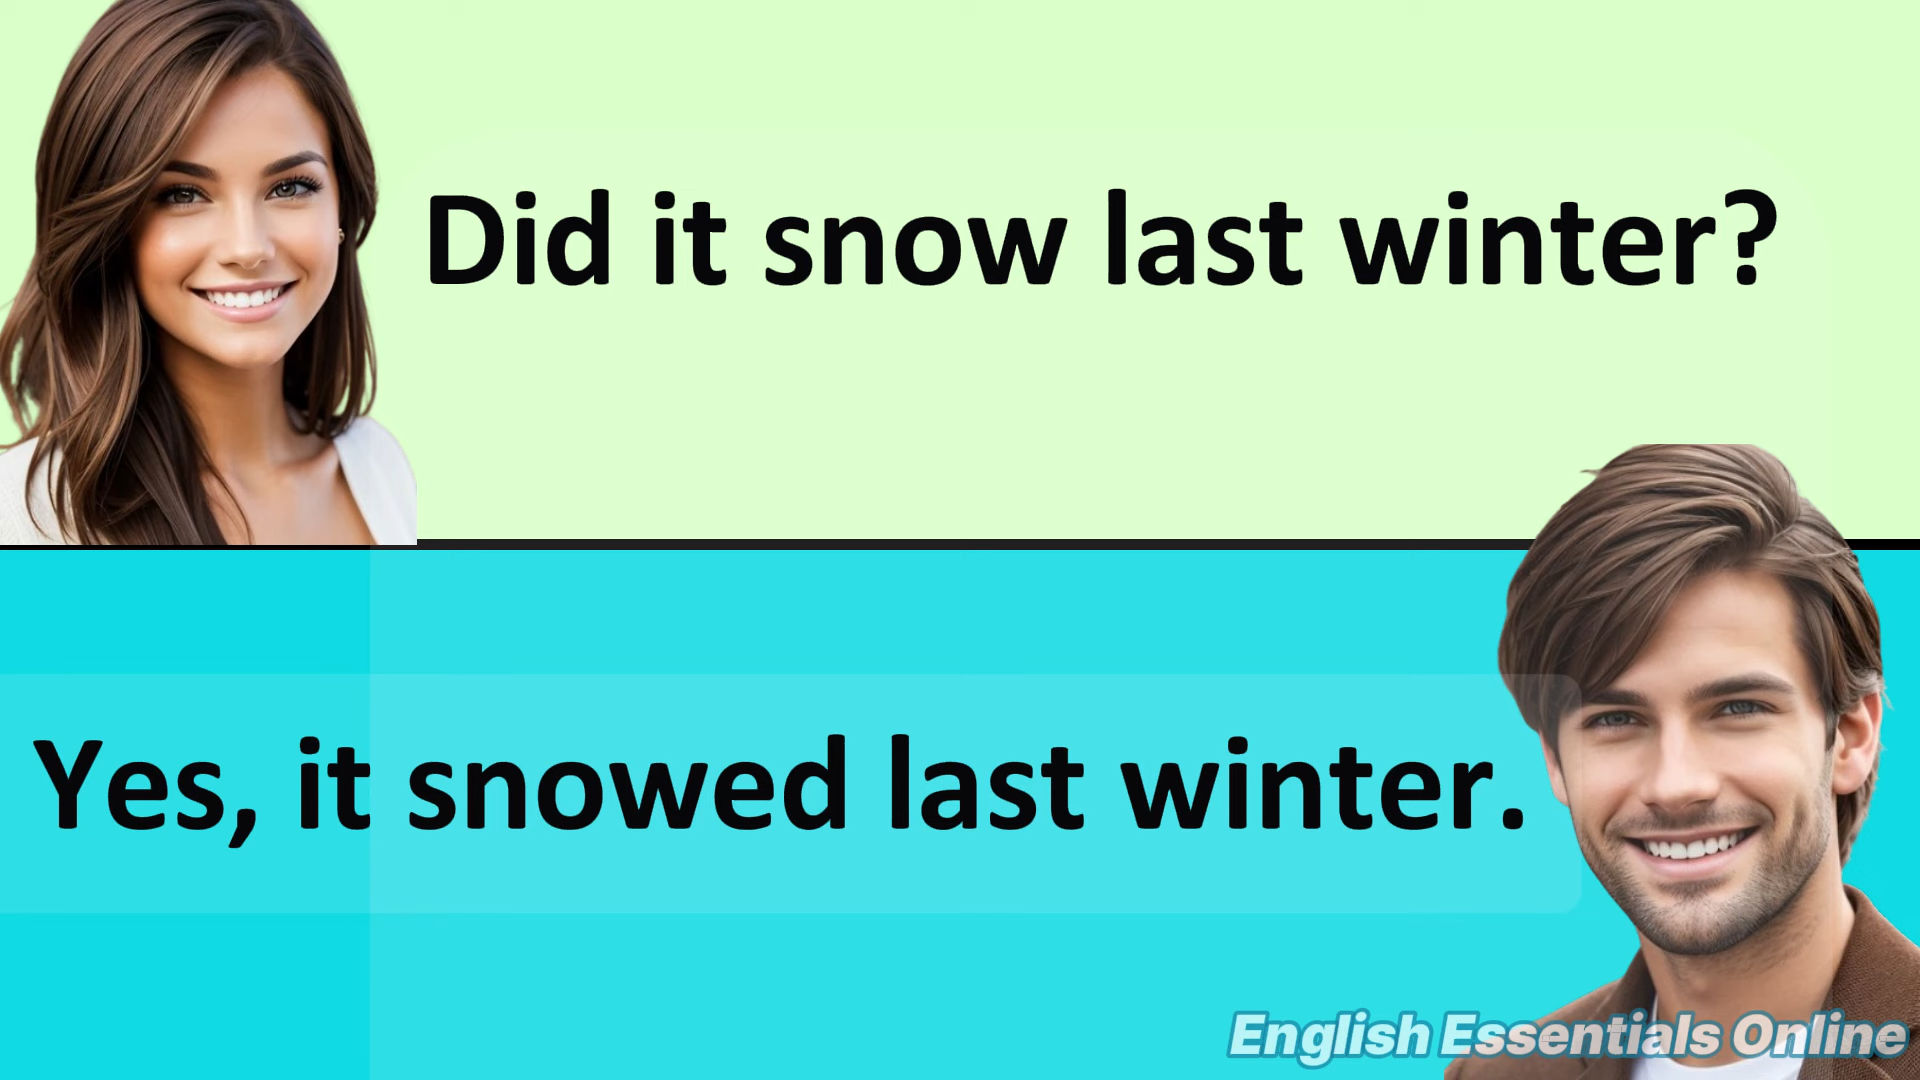 Did it snow last winter?
Yes, it snowed last winter.
English Essentials Online